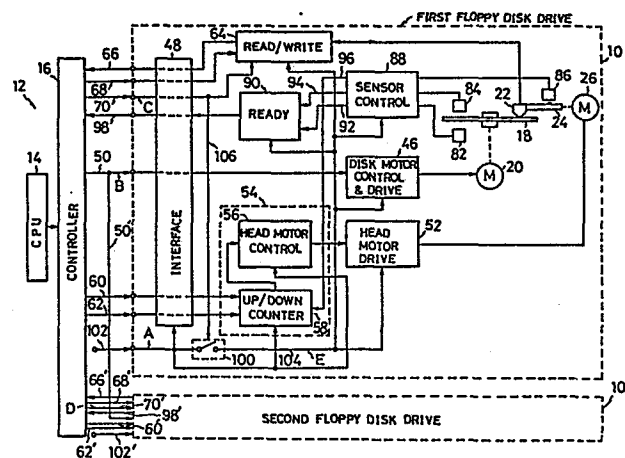 FIRST FLOPPY DISK DRIVE
10
12
16
66
48
64
READ/WRITE
96
88
SENSOR CONTROL
84
22
86
26
M
24
18
68
70'
98'
C
90
READY
94
92
82
106
14
CPU
CONTROLLER
50
B
INTERFACE
46
DISK MOTOR CONTROL & DRIVE
20
M
50'
54
56
HEAD MOTOR CONTROL
52
HEAD MOTOR DRIVE
60
62
UP/DOWN COUNTER
58
102
A
100
104
E
66'
68'
D
70'
98'
60'
62'
102'
SECOND FLOPPY DISK DRIVE
10